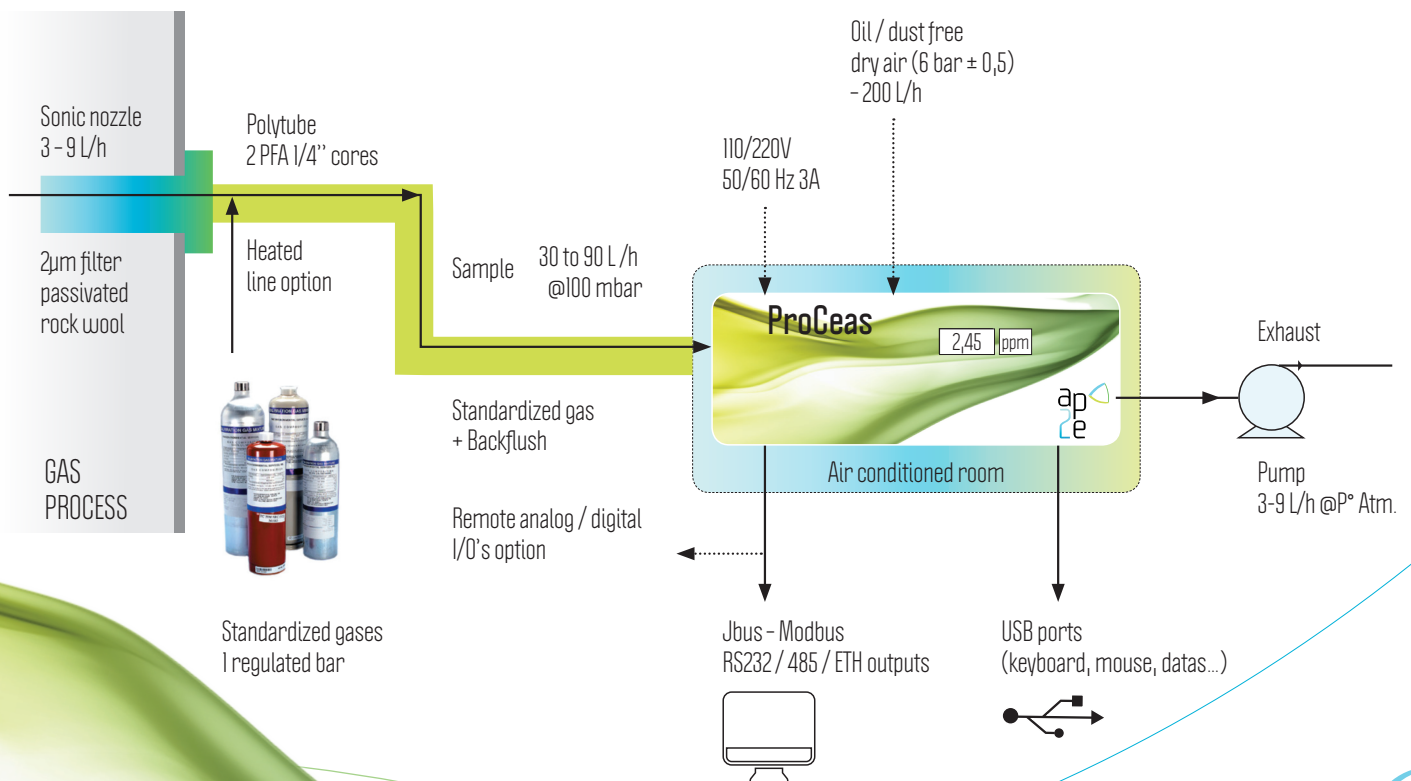 Oil / dust free
dry air (6 bar ± 0,5)
- 200 L/h
Sonic nozzle
3 - 9 L/h
Polytube
2 PFA 1/4’’ cores
110/220V
50/60 Hz 3A
2µm filter
passivated
rock wool
Heated
line option
Sample
30 to 90 L /h
@100 mbar
ProCeas
2,45 ppm
ap2e
Exhaust
Standardized gas
+ Backflush
Air conditioned room
GAS
PROCESS
Pump
3-9 L/h @P° Atm.
Remote analog / digital
I/O's option
Standardized gases
1 regulated bar
Jbus - Modbus
RS232 / 485 / ETH outputs
USB ports
(keyboard, mouse, datas...)